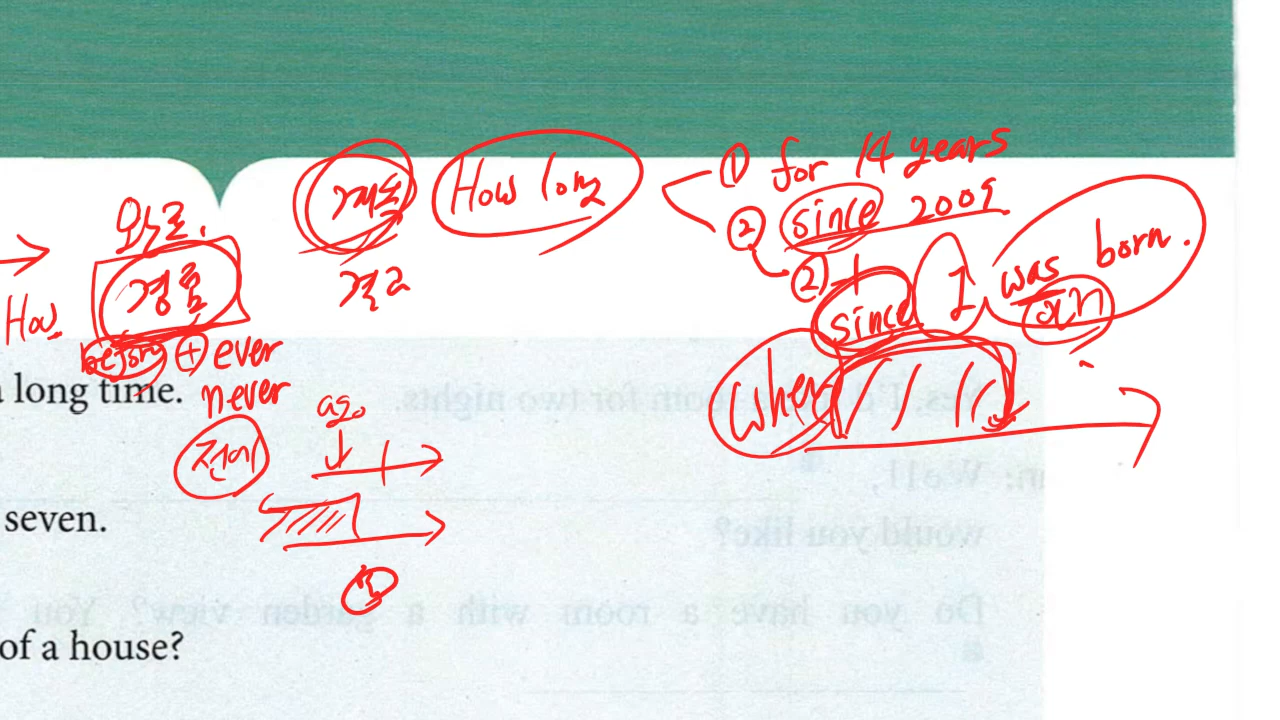 계속 How long ① for 14 years
② since 2009
완료.
경험 결과 ② + since I was born.
How
before + ever when
a long time. never ago
전에
seven.
of a house?
Yes, I'd like a room for two nights.
Well,
would you like?
Do you have a room with a garden view? You